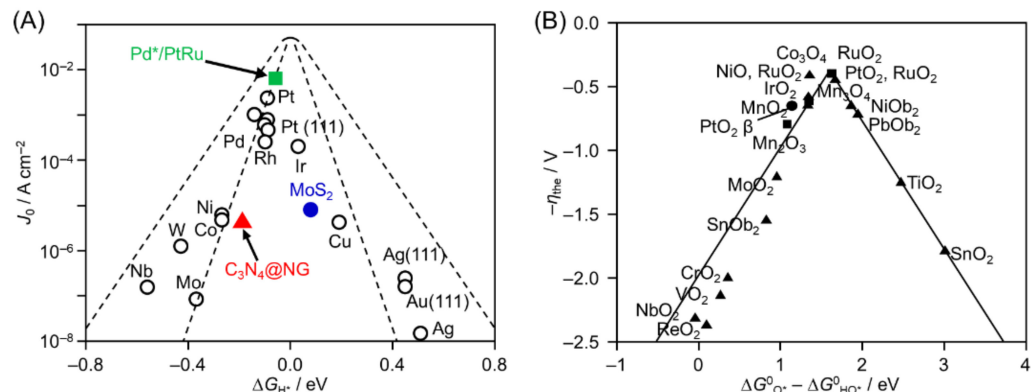 (A)
J₀ / A cm⁻²
10⁻²
10⁻⁴
10⁻⁶
10⁻⁸
Pd*/PtRu
Pt
Pd
Pt (111)
Rh
Ir
MoS₂
Ni
Co
Cu
W
C₃N₄@NG
Nb
Mo
Ag(111)
Au(111)
Ag
−0.8
−0.4
0.0
0.4
0.8
ΔG_H* / eV
(B)
−η_the / V
−0.0
−0.5
−1.0
−1.5
−2.0
−2.5
Co₃O₄ RuO₂
NiO, RuO₂
PtO₂, RuO₂
IrO₂
Mn₃O₄
MnO₂
NiOb₂
PtO₂ β
PbOb₂
Mn₂O₃
MoO₂
TiO₂
SnOb₂
SnO₂
CrO₂
VO₂
NbO₂
ReO₂
−1
0
1
2
3
4
ΔG⁰_O* − ΔG⁰_HO* / eV